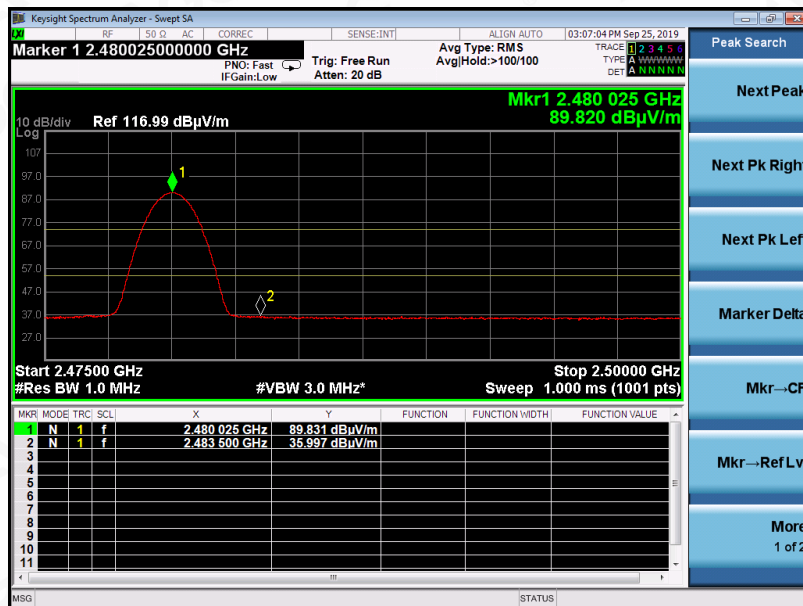 Keysight Spectrum Analyzer - Swept SA
LXI RF 50 Ω AC CORREC SENSE:INT ALIGN AUTO 03:07:04 PM Sep 25, 2019
Marker 1 2.480025000000 GHz
PNO: Fast
IFGain:Low
Trig: Free Run
Atten: 20 dB
Avg Type: RMS
Avg|Hold:>100/100
TRACE 1 2 3 4 5 6
TYPE A WWWWW
DET A N N N N N
Mkr1 2.480 025 GHz
89.820 dBµV/m
10 dB/div Ref 116.99 dBµV/m
Log
107
97.0
87.0
77.0
67.0
57.0
47.0
37.0
27.0
1
2
Start 2.47500 GHz Stop 2.50000 GHz
#Res BW 1.0 MHz #VBW 3.0 MHz* Sweep 1.000 ms (1001 pts)
MKR MODE TRC SCL X Y FUNCTION FUNCTION WIDTH FUNCTION VALUE
1 N 1 f 2.480 025 GHz 89.831 dBµV/m
2 N 1 f 2.483 500 GHz 35.997 dBµV/m
3
4
5
6
7
8
9
10
11
MSG STATUS
Peak Search
Next Peak
Next Pk Right
Next Pk Left
Marker Delta
Mkr→CF
Mkr→Ref Lv
More
1 of 2